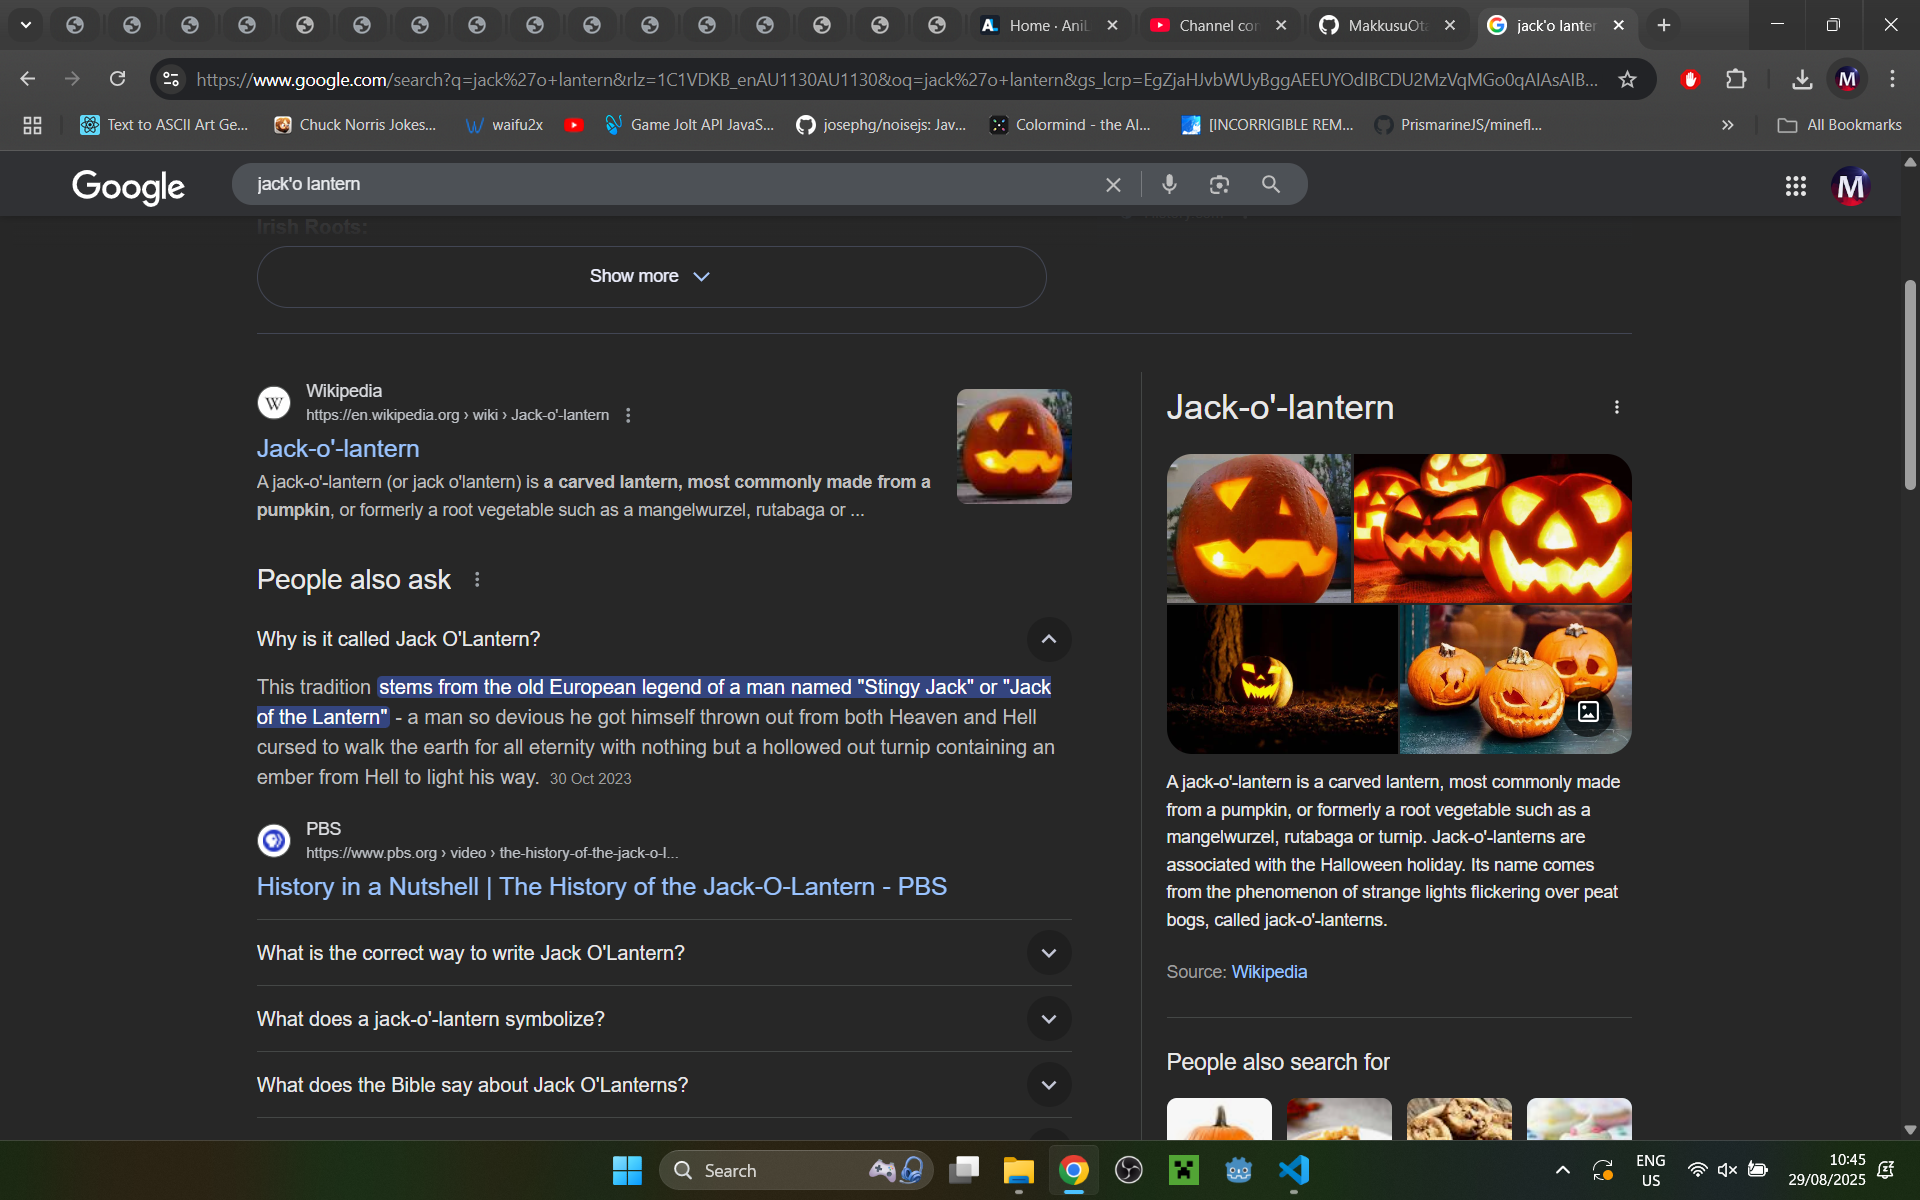 Home · AniL
Channel cor
MakkusuOta
jack'o lanter
https://www.google.com/search?q=jack%27o+lantern&rlz=1C1VDKB_enAU1130AU1130&oq=jack%27o+lantern&gs_lcrp=EgZjaHJvbWUyBggAEEUYOdIBCDU2MzVqMGo0qAIAsAIB...
M
Text to ASCII Art Ge...
Chuck Norris Jokes...
waifu2x
Game Jolt API JavaS...
josephg/noisejs: Jav...
Colormind - the AI...
[INCORRIGIBLE REM...
PrismarineJS/minefl...
All Bookmarks
Google
jack'o lantern
M
Irish Roots:
Show more
W
Wikipedia
https://en.wikipedia.org › wiki › Jack-o'-lantern
Jack-o'-lantern
A jack-o'-lantern (or jack o'lantern) is a carved lantern, most commonly made from a
pumpkin, or formerly a root vegetable such as a mangelwurzel, rutabaga or ...
People also ask
Why is it called Jack O'Lantern?
This tradition stems from the old European legend of a man named "Stingy Jack" or "Jack
of the Lantern" - a man so devious he got himself thrown out from both Heaven and Hell
cursed to walk the earth for all eternity with nothing but a hollowed out turnip containing an
ember from Hell to light his way. 30 Oct 2023
PBS
https://www.pbs.org › video › the-history-of-the-jack-o-l...
History in a Nutshell | The History of the Jack-O-Lantern - PBS
What is the correct way to write Jack O'Lantern?
What does a jack-o'-lantern symbolize?
What does the Bible say about Jack O'Lanterns?
Jack-o'-lantern
A jack-o'-lantern is a carved lantern, most commonly made
from a pumpkin, or formerly a root vegetable such as a
mangelwurzel, rutabaga or turnip. Jack-o'-lanterns are
associated with the Halloween holiday. Its name comes
from the phenomenon of strange lights flickering over peat
bogs, called jack-o'-lanterns.
Source: Wikipedia
People also search for
Search
ENG
US
10:45
29/08/2025